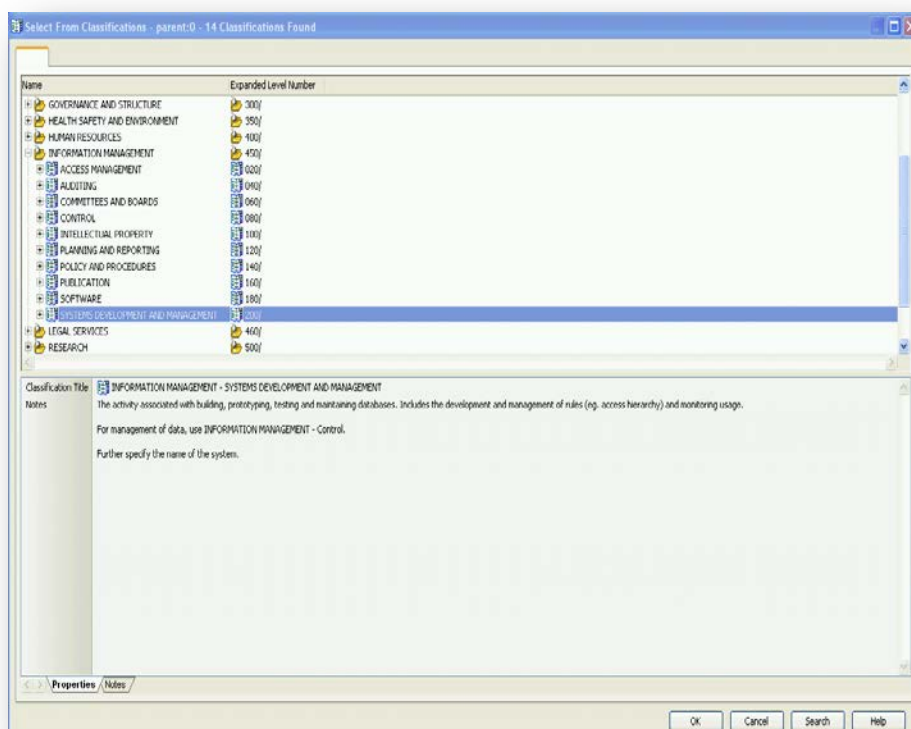 Select From Classifications - parent:0 - 14 Classifications Found
Name Expanded Level Number
GOVERNANCE AND STRUCTURE 300/
HEALTH SAFETY AND ENVIRONMENT 350/
HUMAN RESOURCES 400/
INFORMATION MANAGEMENT 450/
ACCESS MANAGEMENT 020/
AUDITING 040/
COMMITTEES AND BOARDS 060/
CONTROL 080/
INTELLECTUAL PROPERTY 100/
PLANNING AND REPORTING 120/
POLICY AND PROCEDURES 140/
PUBLICATION 160/
SOFTWARE 180/
SYSTEMS DEVELOPMENT AND MANAGEMENT 200/
LEGAL SERVICES 460/
RESEARCH 500/
Classification Title INFORMATION MANAGEMENT - SYSTEMS DEVELOPMENT AND MANAGEMENT
Notes The activity associated with building, prototyping, testing and maintaining databases. Includes the development and management of rules (eg. access hierarchy) and monitoring usage.
For management of data, use INFORMATION MANAGEMENT - Control.
Further specify the name of the system.
Properties Notes
OK Cancel Search Help